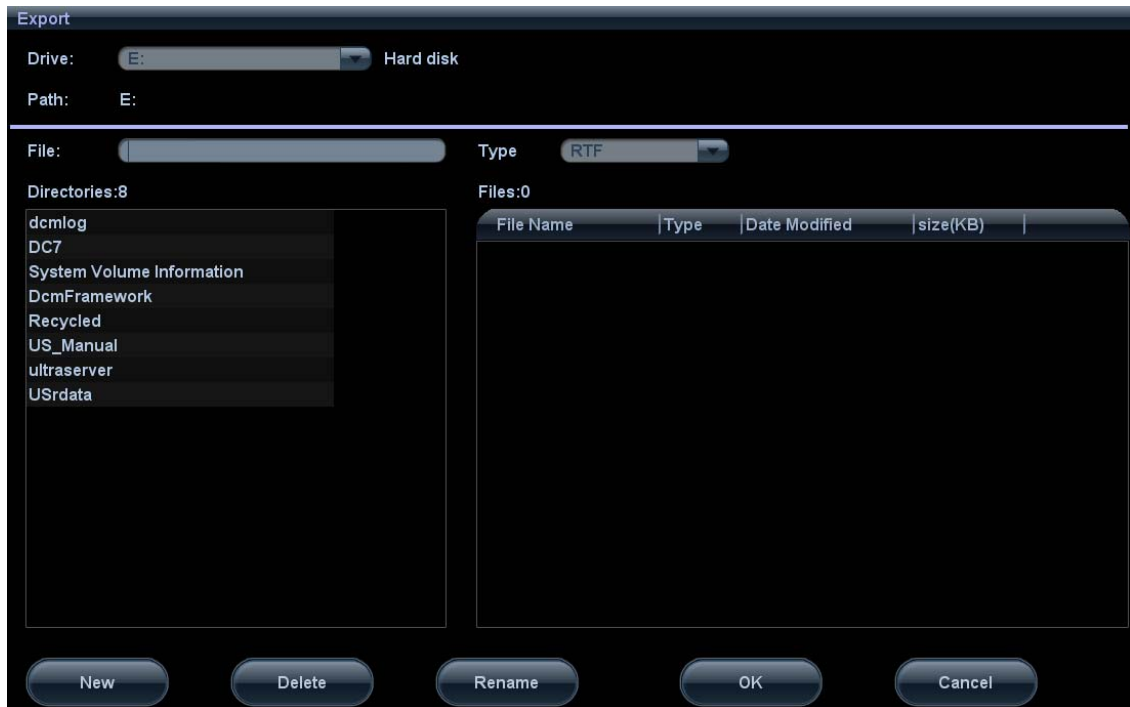 Export
Drive: E: Hard disk
Path: E:
File: Type RTF
Directories:8 Files:0
File Name Type Date Modified size(KB)
dcmlog
DC7
System Volume Information
DcmFramework
Recycled
US_Manual
ultraserver
USrdata
New Delete Rename OK Cancel